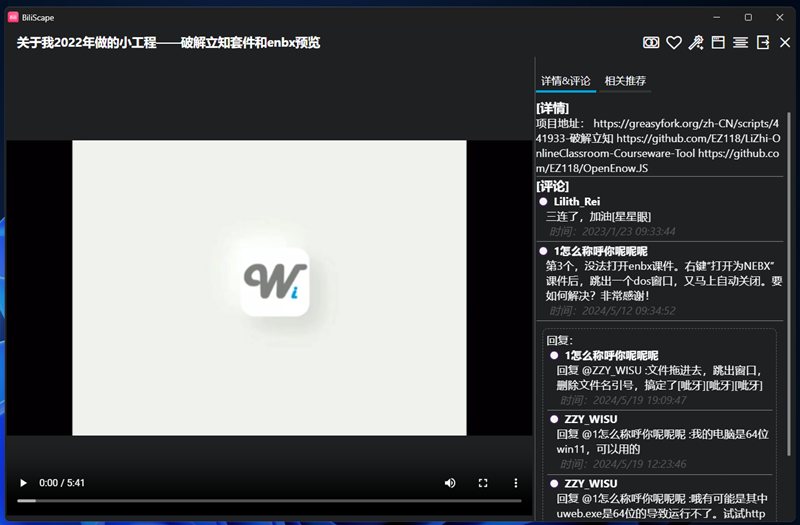 BiliScape
关于我2022年做的小工程——破解立知套件和enbx预览
详情&评论 相关推荐
[详情]
项目地址： https://greasyfork.org/zh-CN/scripts/4
41933-破解立知 https://github.com/EZ118/LiZhi-O
nlineClassroom-Courseware-Tool https://github.co
m/EZ118/OpenEnowJS
[评论]
Lilith_Rei
三连了，加油[星星眼]
时间：2023/1/23 09:33:44
1怎么称呼你呢呢呢
第3个，没法打开enbx课件。右键“打开为NEBX”
课件后，跳出一个dos窗口，又马上自动关闭。要
如何解决？非常感谢！
时间：2024/5/12 09:34:52
回复：
1怎么称呼你呢呢呢
回复 @ZZY_WISU :文件拖进去，跳出窗口，
删除文件名引号，搞定了[呲牙][呲牙][呲牙]
时间：2024/5/19 19:09:47
ZZY_WISU
回复 @1怎么称呼你呢呢呢 :我的电脑是64位
win11，可以用的
时间：2024/5/19 12:23:46
ZZY_WISU
回复 @1怎么称呼你呢呢呢 :哦有可能是其中
uweb.exe是64位的导致运行不了。试试http
Wi
0:00 / 5:41